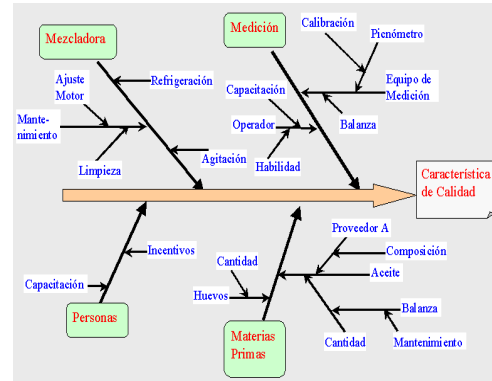 Mezcladora
Ajuste
Motor
Refrigeración
Mante-
nimiento
Limpieza
Agitación
Medición
Calibración
Picnómetro
Capacitación
Equipo de
Medición
Operador
Balanza
Habilidad
Característica
de Calidad
Incentivos
Capacitación
Personas
Cantidad
Huevos
Materias
Primas
Proveedor A
Composición
Aceite
Balanza
Cantidad
Mantenimiento